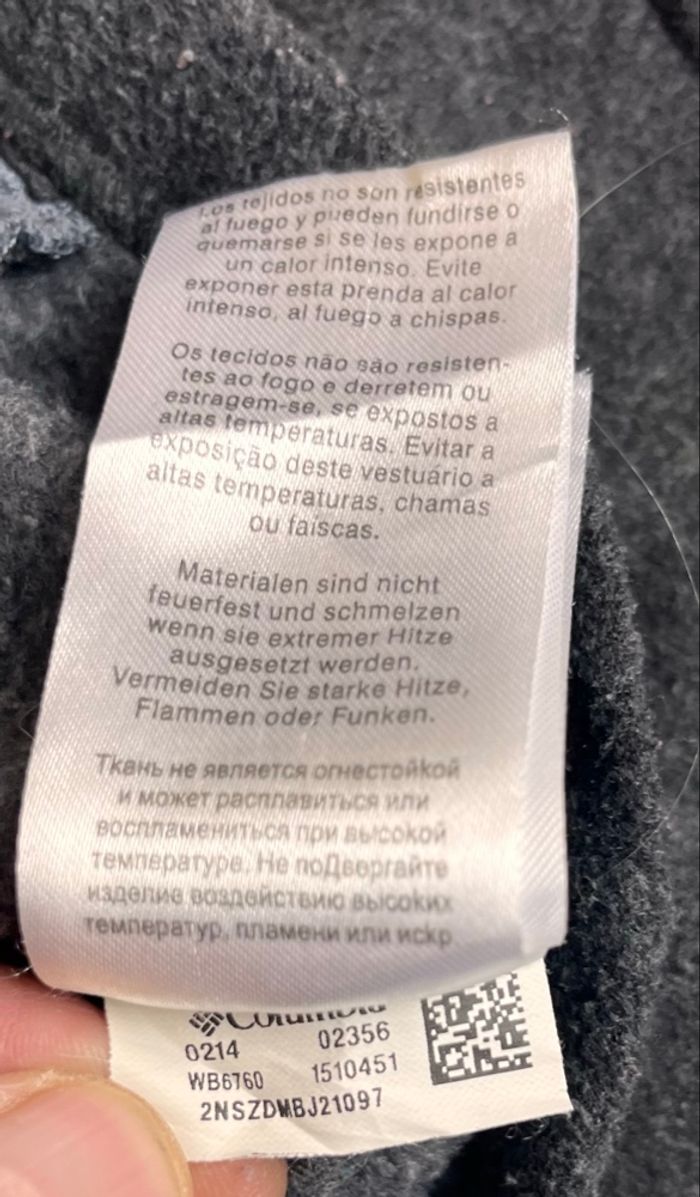 Los tejidos no son resistentes
al fuego y pueden fundirse o
quemarse si se les expone a
un calor intenso. Evite
exponer esta prenda al calor
intenso, al fuego a chispas.
Os tecidos não são resisten-
tes ao fogo e derretem ou
estragem-se, se expostos a
altas temperaturas. Evitar a
exposição deste vestuário a
altas temperaturas, chamas
ou faíscas.
Materialen sind nicht
feuerfest und schmelzen
wenn sie extremer Hitze
ausgesetzt werden.
Vermeiden Sie starke Hitze,
Flammen oder Funken.
Ткань не является огнестойкой
и может расплавиться или
воспламениться при высокой
температуре. Не поДвергайте
изделие воздействию высоких
температур, пламени или искр
Columbia
0214 02356
WB6760 1510451
2NSZDMBJ21097